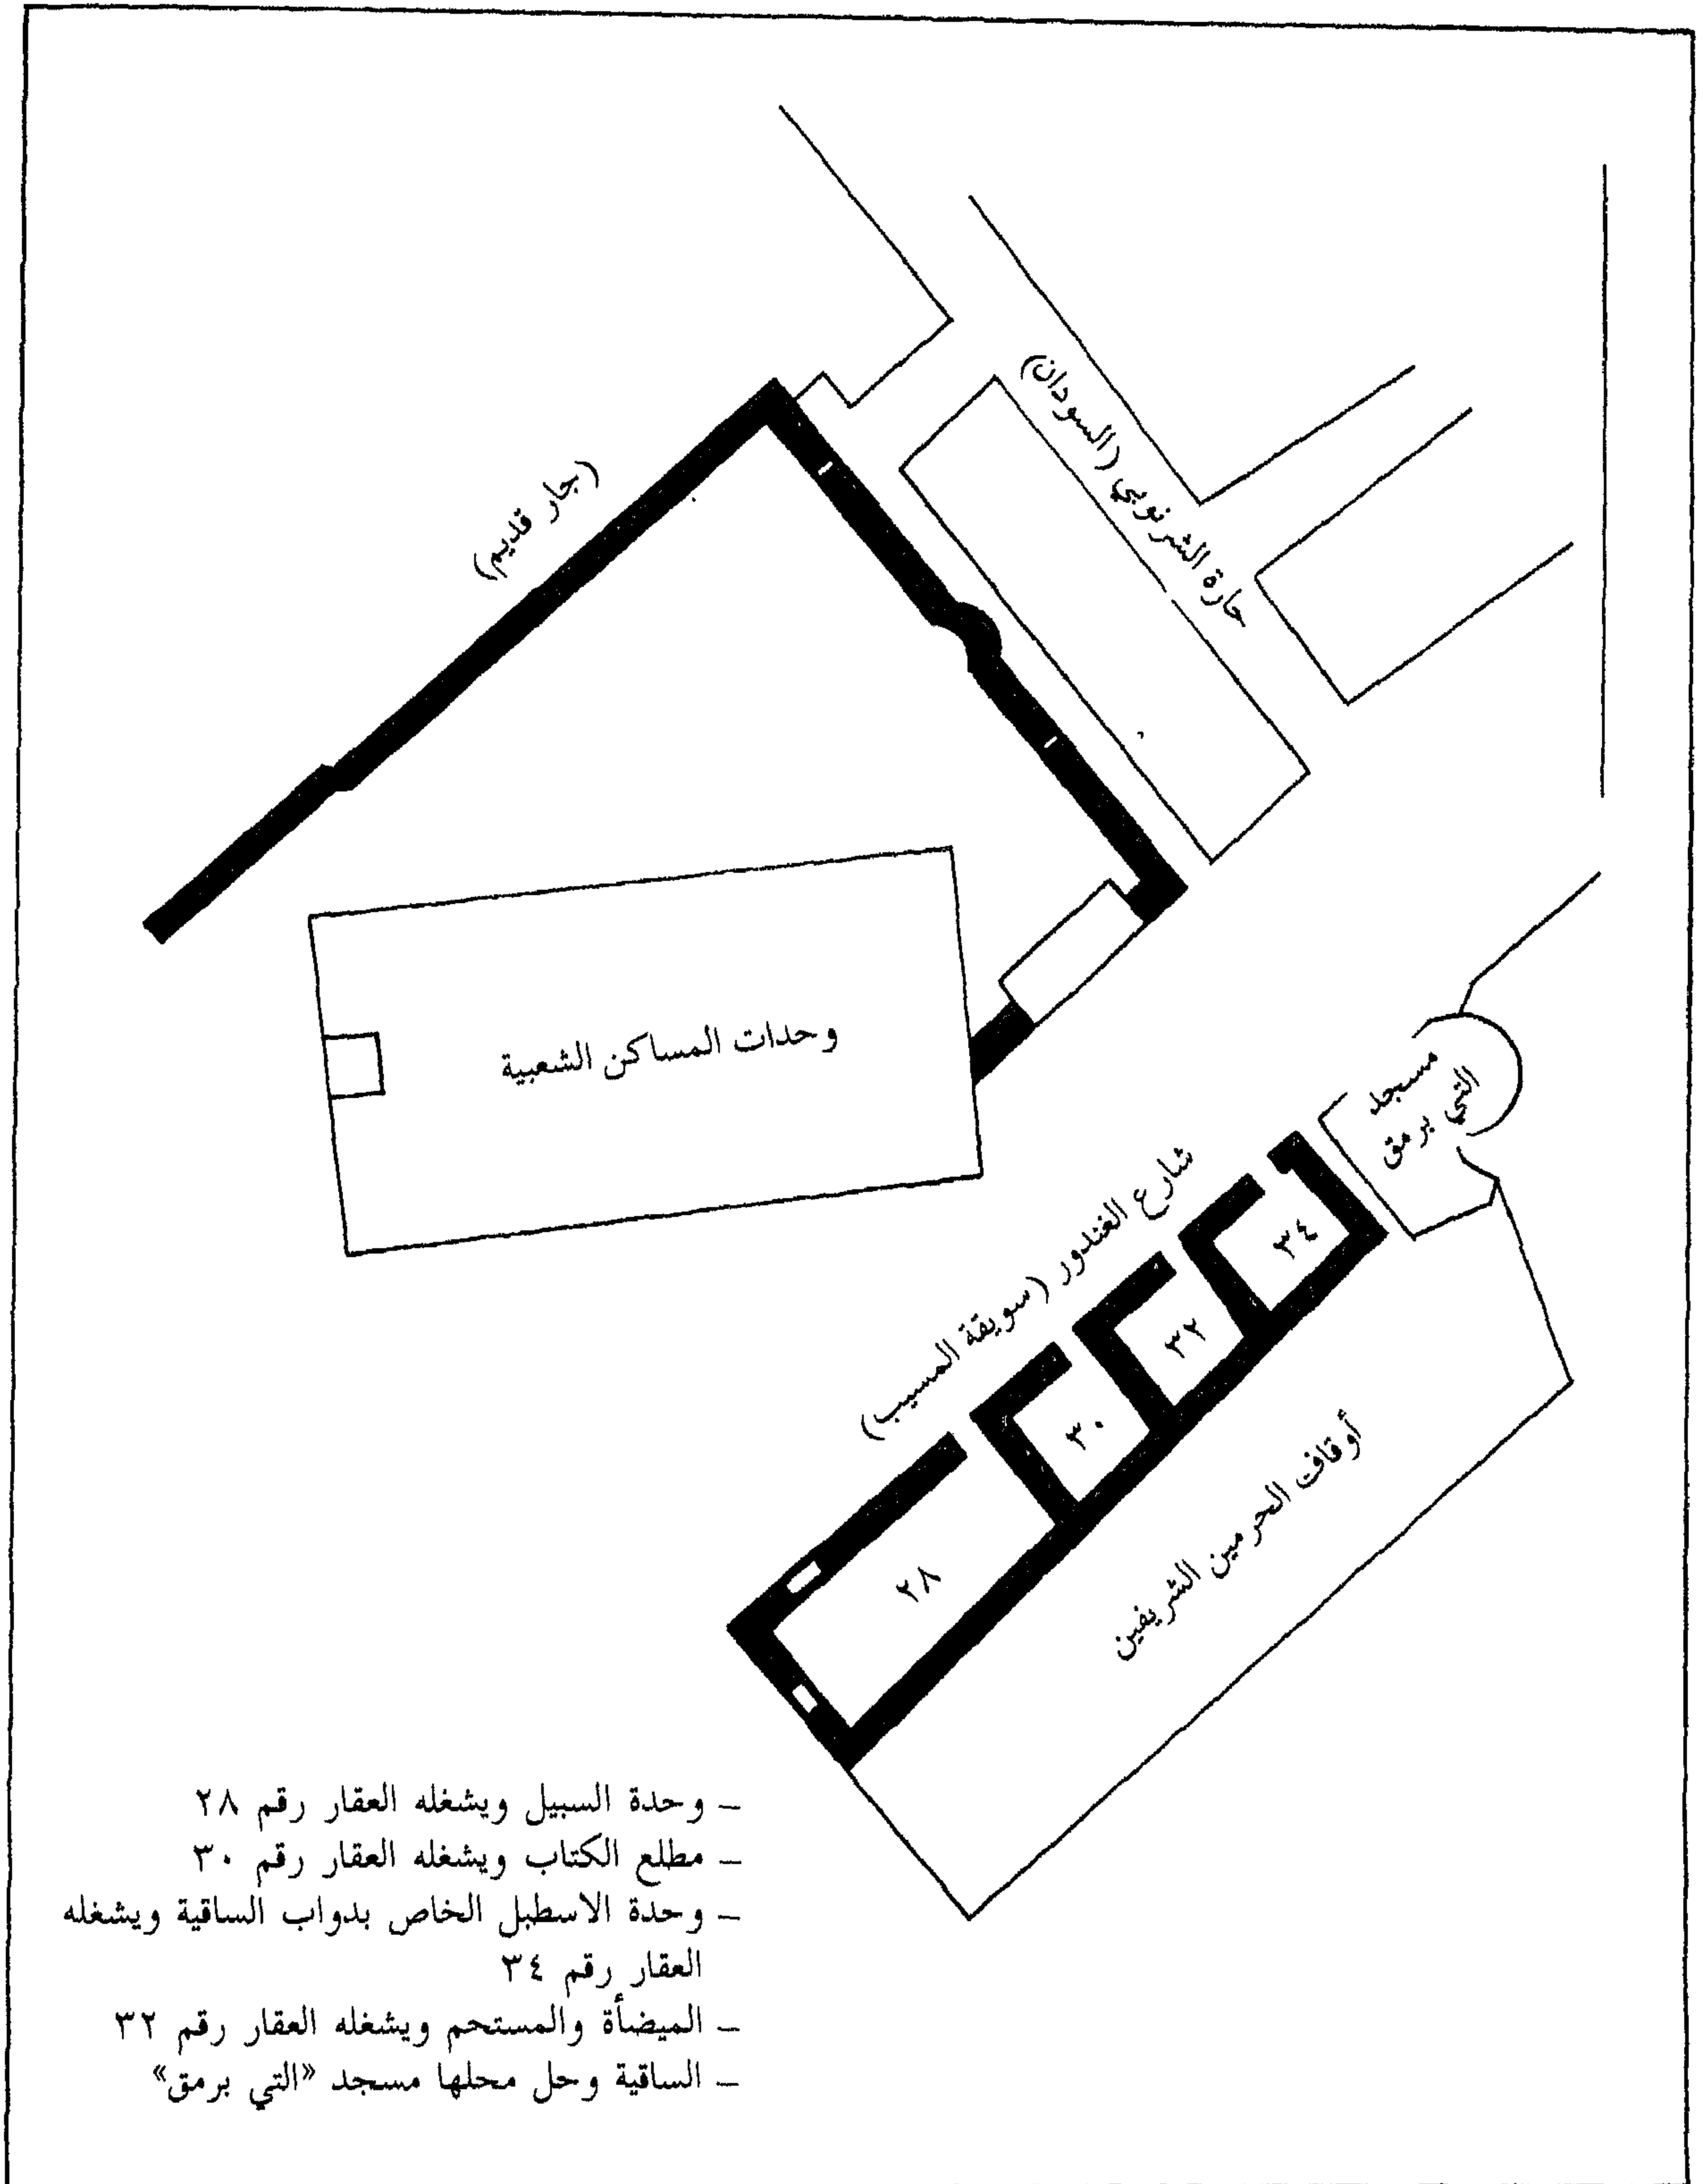 حارة الشرنوبي (السودان)
(جار قديم)
وحدات المساكن الشعبية
مسجد
التي برمق
شارع الغندور (سويقة المسيب)
٣٤
٣٢
٣٠
٢٨
أوقاف الحرمين الشريفين
– وحدة السبيل ويشغله العقار رقم ٢٨
– مطلع الكتاب ويشغله العقار رقم ٣٠
– وحدة الاسطبل الخاص بدواب الساقية ويشغله
العقار رقم ٣٤
– الميضأة والمستحم ويشغله العقار رقم ٣٢
– الساقية وحل محلها مسجد «التي برمق»